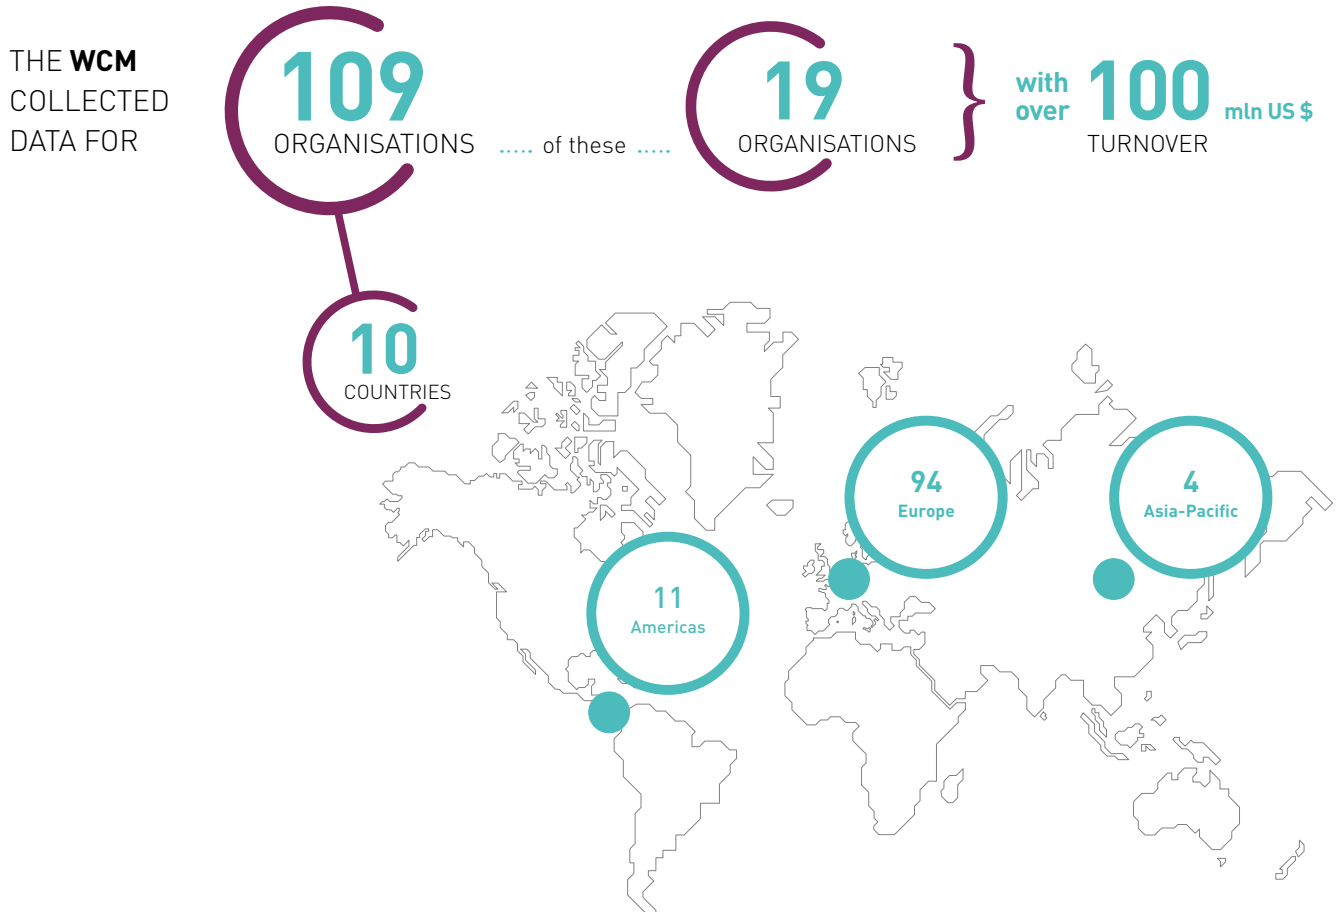 THE WCM
COLLECTED
DATA FOR
109
ORGANISATIONS
..... of these .....
19
ORGANISATIONS
}
with
over
100
mln US $
TURNOVER
10
COUNTRIES
94
Europe
4
Asia-Pacific
11
Americas